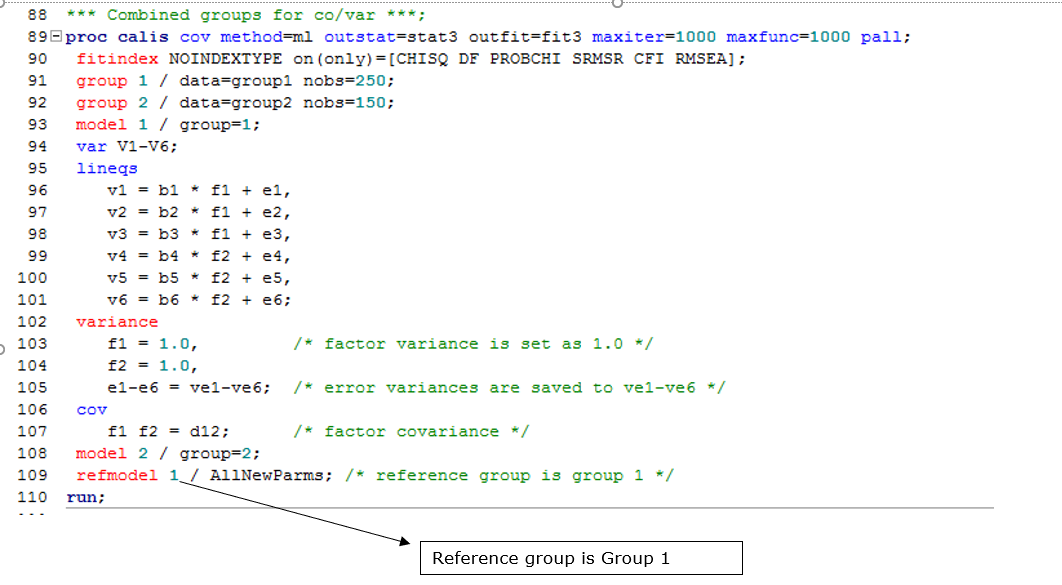 88 *** Combined groups for co/var ***;
89 proc calis cov method=ml outstat=stat3 outfit=fit3 maxiter=1000 maxfunc=1000 pall;
90 fitindex NOINDEXTYPE on(only)=[CHISQ DF PROBCHI SRMSR CFI RMSEA];
91 group 1 / data=group1 nobs=250;
92 group 2 / data=group2 nobs=150;
93 model 1 / group=1;
94 var V1-V6;
95 lineqs
96 v1 = b1 * f1 + e1,
97 v2 = b2 * f1 + e2,
98 v3 = b3 * f1 + e3,
99 v4 = b4 * f2 + e4,
100 v5 = b5 * f2 + e5,
101 v6 = b6 * f2 + e6;
102 variance
103 f1 = 1.0, /* factor variance is set as 1.0 */
104 f2 = 1.0,
105 e1-e6 = ve1-ve6; /* error variances are saved to ve1-ve6 */
106 cov
107 f1 f2 = d12; /* factor covariance */
108 model 2 / group=2;
109 refmodel 1 / AllNewParms; /* reference group is group 1 */
110 run;
Reference group is Group 1